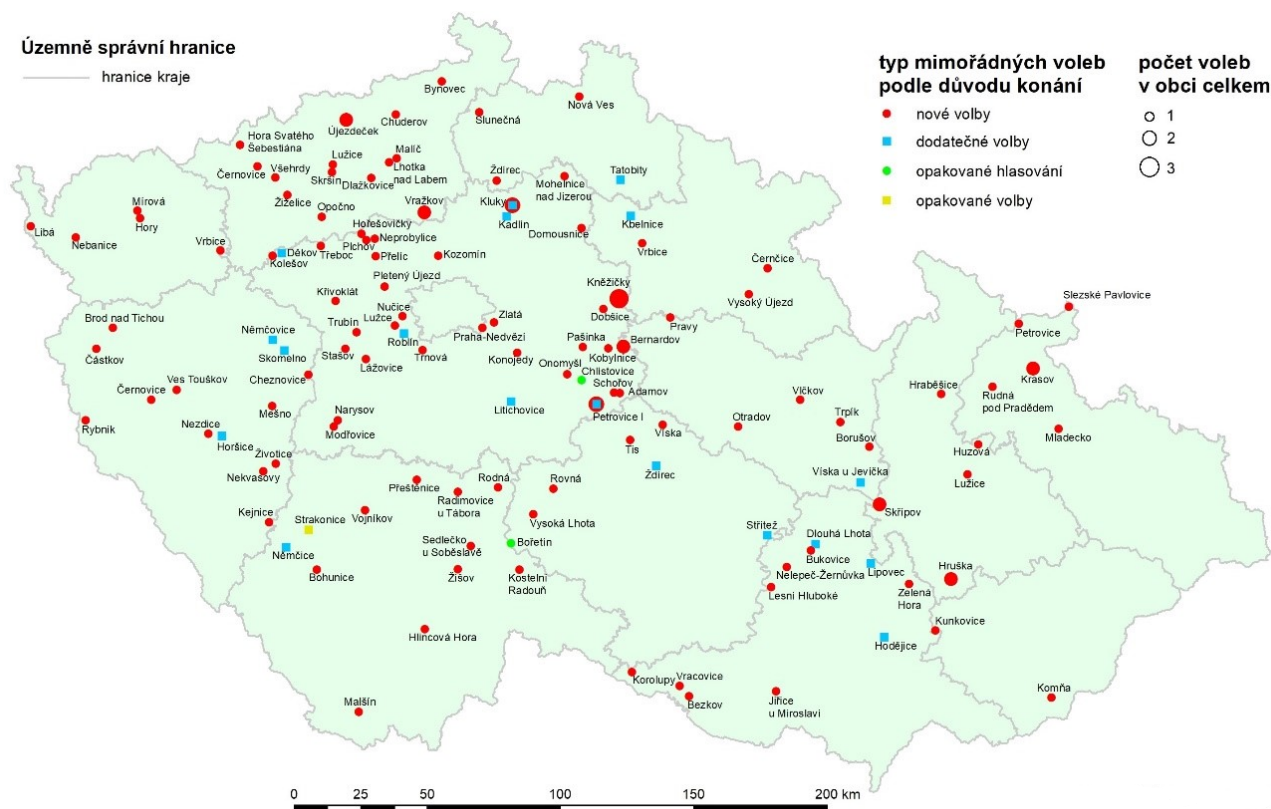 Územně správní hranice
hranice kraje
typ mimořádných voleb
podle důvodu konání
nové volby
dodatečné volby
opakované hlasování
opakované volby
počet voleb
v obci celkem
1
2
3
Bynovec
Nová Ves
Újezdeček
Chuderov
Slunečná
Hora Svatého
Šebestiána
Lužice
Malíč
Lhotka
nad Labem
Černovice
Všehrdy
Skršín
Dlažkovice
Ždírec
Mohelnice
nad Jizerou
Tatobity
Žiželice
Opočno
Vražkov
Kluky
Kadlín
Kbelnice
Mírová
Hory
Libá
Nebanice
Vrbice
Hořešovičky
Neprobylice
Plchov
Domousnice
Vrbice
Děkov
Kolešov
Třeboc
Přelíc
Kozomín
Černčice
Pletený Újezd
Kněžičky
Vysoký Újezd
Slezské Pavlovice
Křivoklát
Nučice
Lužce
Zlatá
Dobšice
Brod nad Tichou
Němčovice
Trubín
Roblín
Praha-Nedvězí
Pravy
Petrovice
Skomelno
Stašov
Trnová
Konojedy
Pašinka
Bernardov
Kobylnice
Částkov
Lážovice
Onomyšl
Chlístovice
Schořov
Adamov
Krasov
Černovice
Ves Touškov
Cheznovice
Hraběšice
Rudná
pod Pradědem
Vlčkov
Mešno
Narysov
Litichovice
Petrovice I
Otradov
Trpík
Rybník
Nezdice
Modřovice
Víska
Mladecko
Horšice
Tis
Borušov
Huzová
Životice
Nekvasovy
Ždírec
Víska u Jevíčka
Lužice
Přeštěnice
Radimovice
u Tábora
Rodná
Rovná
Skřípov
Kejnice
Strakonice
Vojníkov
Vysoká Lhota
Střítež
Dlouhá Lhota
Němčice
Sedlečko
u Soběslavě
Bořetín
Bukovice
Bohunice
Žíšov
Kostelní
Radouň
Nelepeč-Žernůvka
Lipovec
Hruška
Lesní Hluboké
Zelená
Hora
Hlincová Hora
Kunkovice
Hodějice
Korolupy
Vracovice
Bezkov
Jiřice
u Miroslavi
Komňa
Malšín
0
50
100
150
200 km